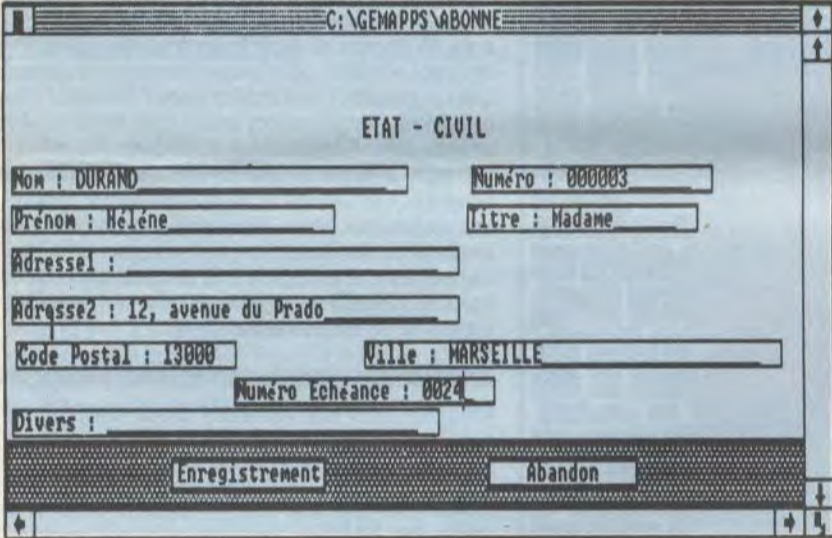 C:\GEMAPPS\ABONNE
ETAT - CIVIL
Nom : DURAND Numéro : 000003
Prénom : Héléne Titre : Madame
Adresse1 :
Adresse2 : 12, avenue du Prado
Code Postal : 13000 Ville : MARSEILLE
Numéro Echéance : 0024
Divers :
Enregistrement Abandon